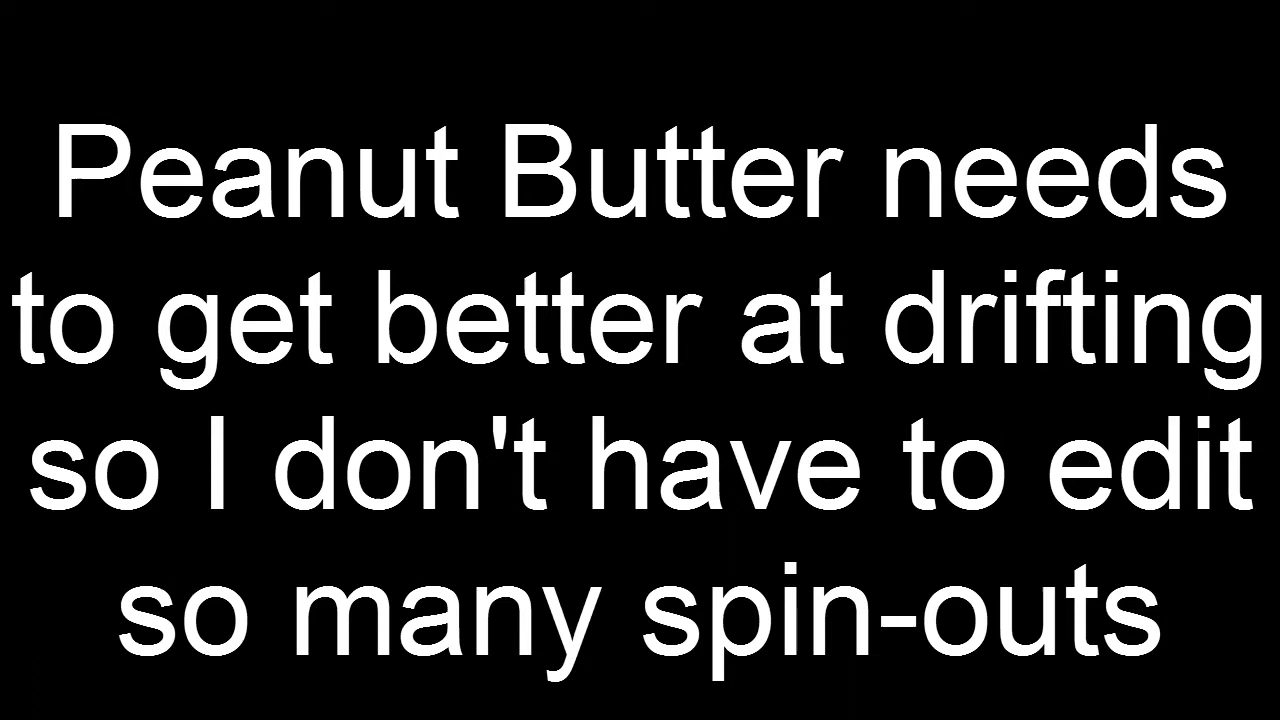 Peanut Butter needs
to get better at drifting
so I don't have to edit
so many spin-outs